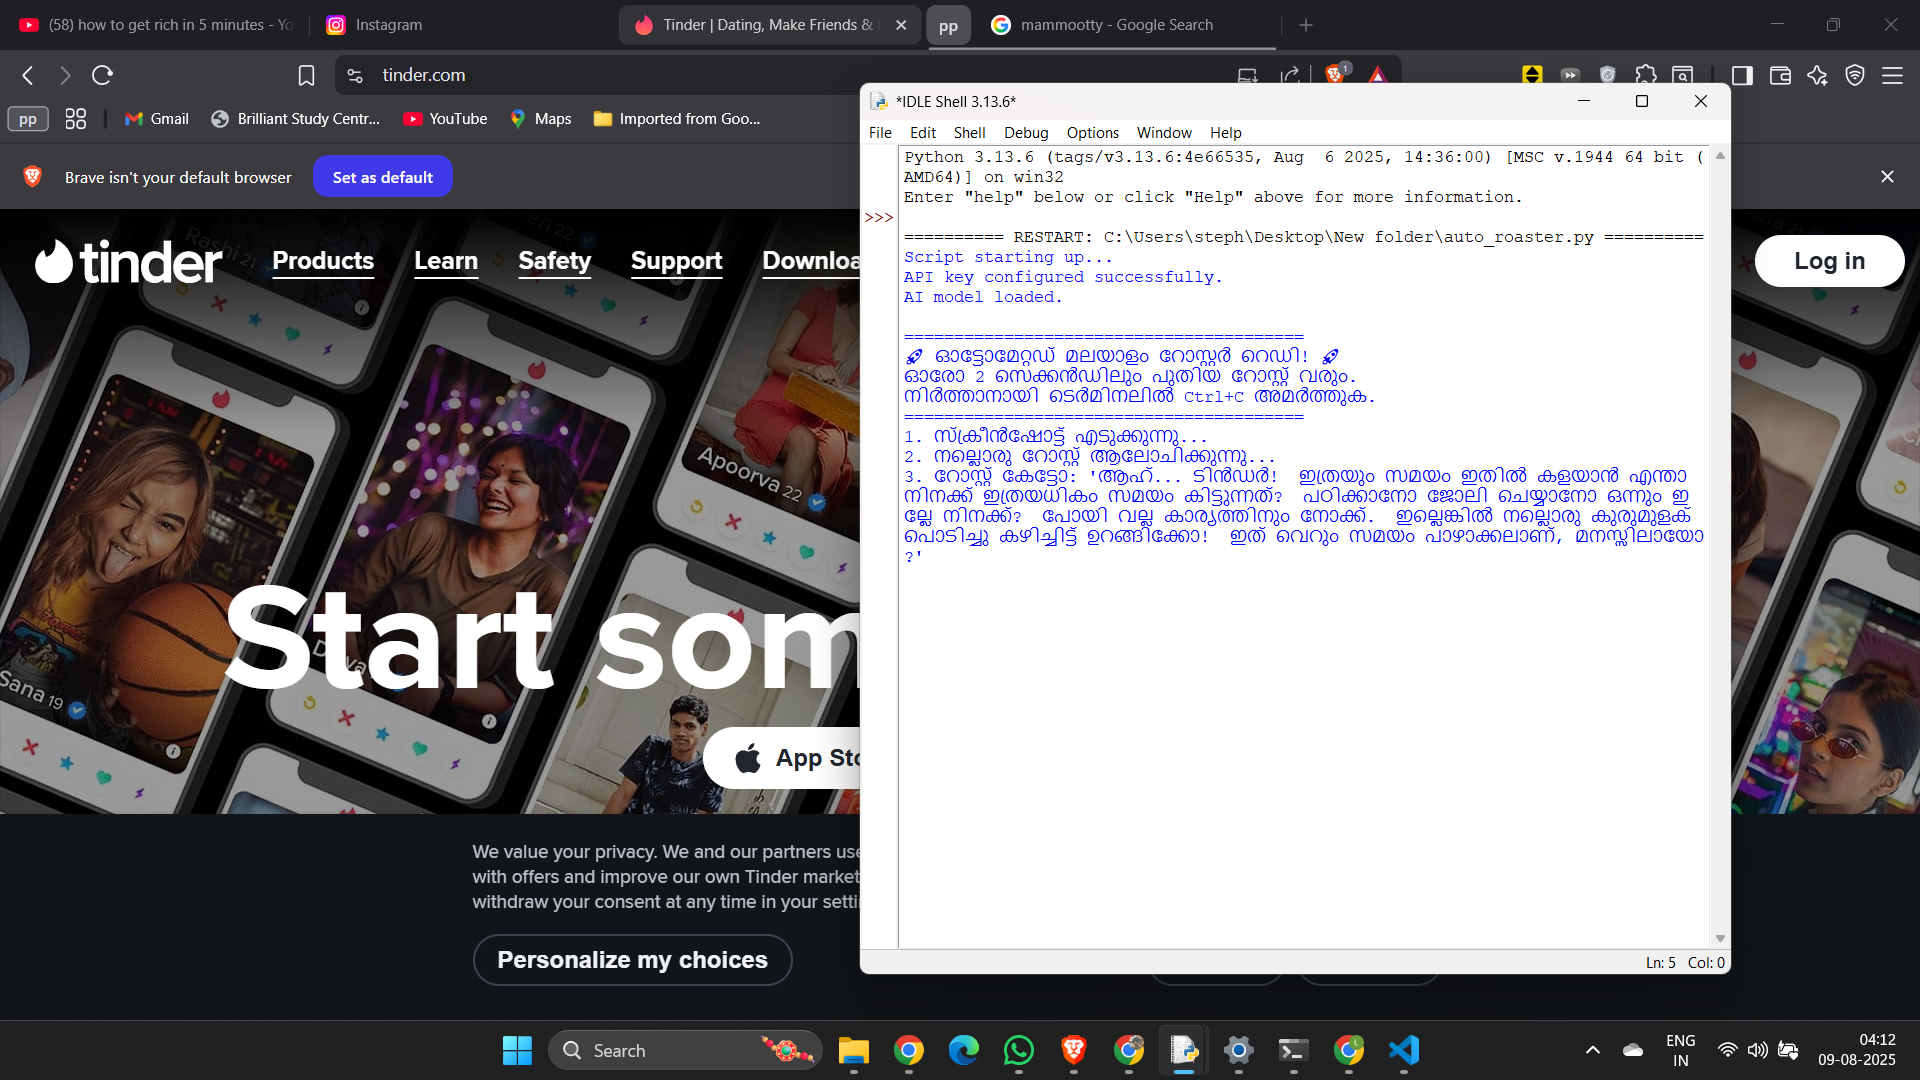 (58) how to get rich in 5 minutes - Yo
Instagram
Tinder | Dating, Make Friends &
pp
mammootty - Google Search
tinder.com
1
pp
Gmail
Brilliant Study Centr...
YouTube
Maps
Imported from Goo...
Brave isn't your default browser
Set as default
tinder
Products
Learn
Safety
Support
Downloa
Log in
Rashi 21
Apoorva 22
Sana 19
Start som
App Sto
We value your privacy. We and our partners use
with offers and improve our own Tinder market
withdraw your consent at any time in your setti
Personalize my choices
*IDLE Shell 3.13.6*
File Edit Shell Debug Options Window Help
Python 3.13.6 (tags/v3.13.6:4e66535, Aug  6 2025, 14:36:00) [MSC v.1944 64 bit (
AMD64)] on win32
Enter "help" below or click "Help" above for more information.
>>>
========== RESTART: C:\Users\steph\Desktop\New folder\auto_roaster.py ==========
Script starting up...
API key configured successfully.
AI model loaded.
========================================
🚀 ഓട്ടോമേറ്റഡ് മലയാളം റോസ്റ്റർ റെഡി! 🚀
ഓരോ 2 സെക്കൻഡിലും പുതിയ റോസ്റ്റ് വരും.
നിർത്താനായി ടെർമിനലിൽ Ctrl+C അമർത്തുക.
========================================
1. സ്ക്രീൻഷോട്ട് എടുക്കുന്നു...
2. നല്ലൊരു റോസ്റ്റ് ആലോചിക്കുന്നു...
3. റോസ്റ്റ് കേട്ടോ: 'ആഹ്... ടിൻഡർ!  ഇത്രയും സമയം ഇതിൽ കളയാൻ എന്താ
നിനക്ക് ഇത്രയധികം സമയം കിട്ടുന്നത്?  പഠിക്കാനോ ജോലി ചെയ്യാനോ ഒന്നും ഇ
ല്ലേ നിനക്ക്?  പോയി വല്ല കാര്യത്തിനും നോക്ക്.  ഇല്ലെങ്കിൽ നല്ലൊരു കുരുമുളക്
പൊടിച്ചു കഴിച്ചിട്ട് ഉറങ്ങിക്കോ!  ഇത് വെറും സമയം പാഴാക്കലാണ്, മനസ്സിലായോ
?'
Ln: 5 Col: 0
Search
ENG
IN
04:12
09-08-2025